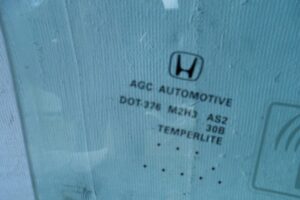 AGC AUTOMOTIVE
DOT-376 M2H3 AS2
30B
TEMPERLITE